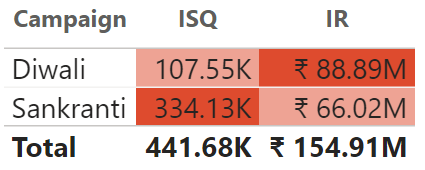 Campaign ISQ IR
Diwali 107.55K ₹ 88.89M
Sankranti 334.13K ₹ 66.02M
Total 441.68K ₹ 154.91M